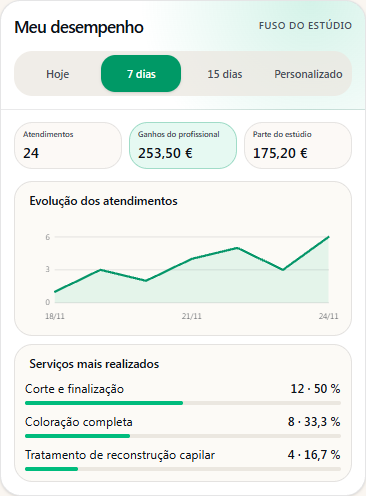 Meu desempenho
FUSO DO ESTÚDIO
Hoje 7 dias 15 dias Personalizado
Atendimentos Ganhos do profissional Parte do estúdio
24 253,50 € 175,20 €
Evolução dos atendimentos
6
3
0
18/11 21/11 24/11
Serviços mais realizados
Corte e finalização 12 · 50 %
Coloração completa 8 · 33,3 %
Tratamento de reconstrução capilar 4 · 16,7 %